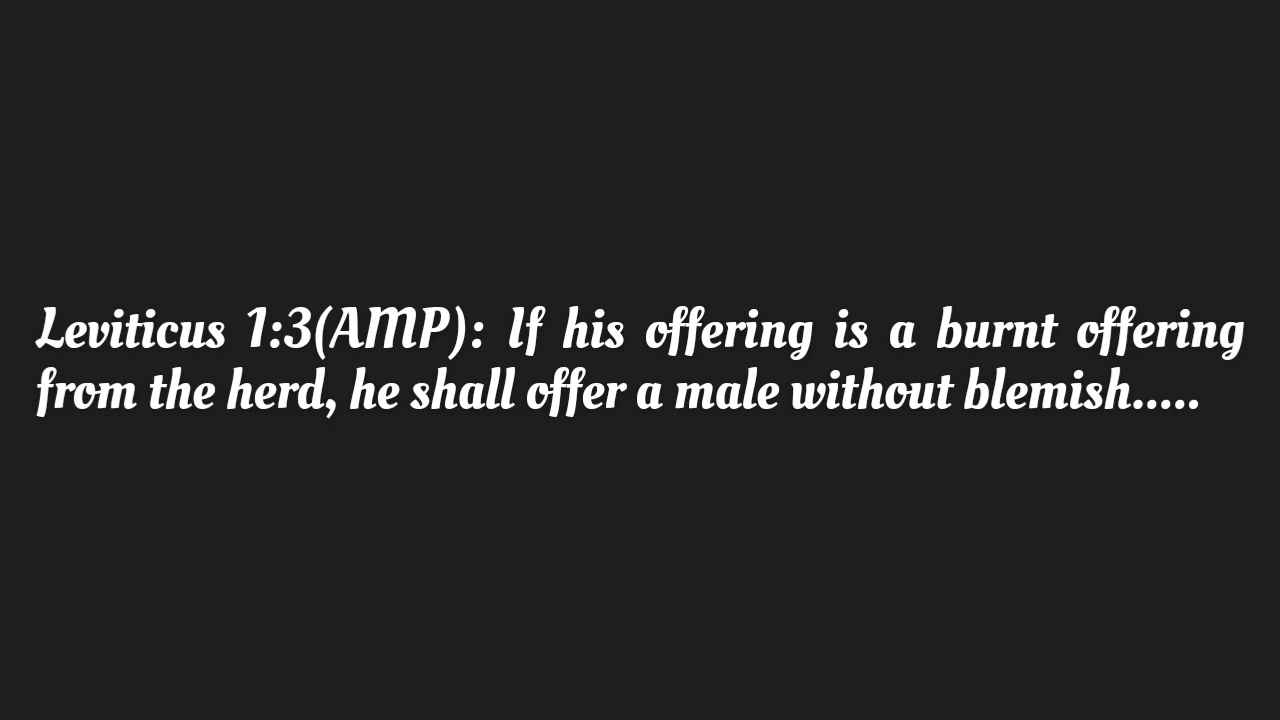 Leviticus 1:3(AMP): If his offering is a burnt offering
from the herd, he shall offer a male without blemish.....